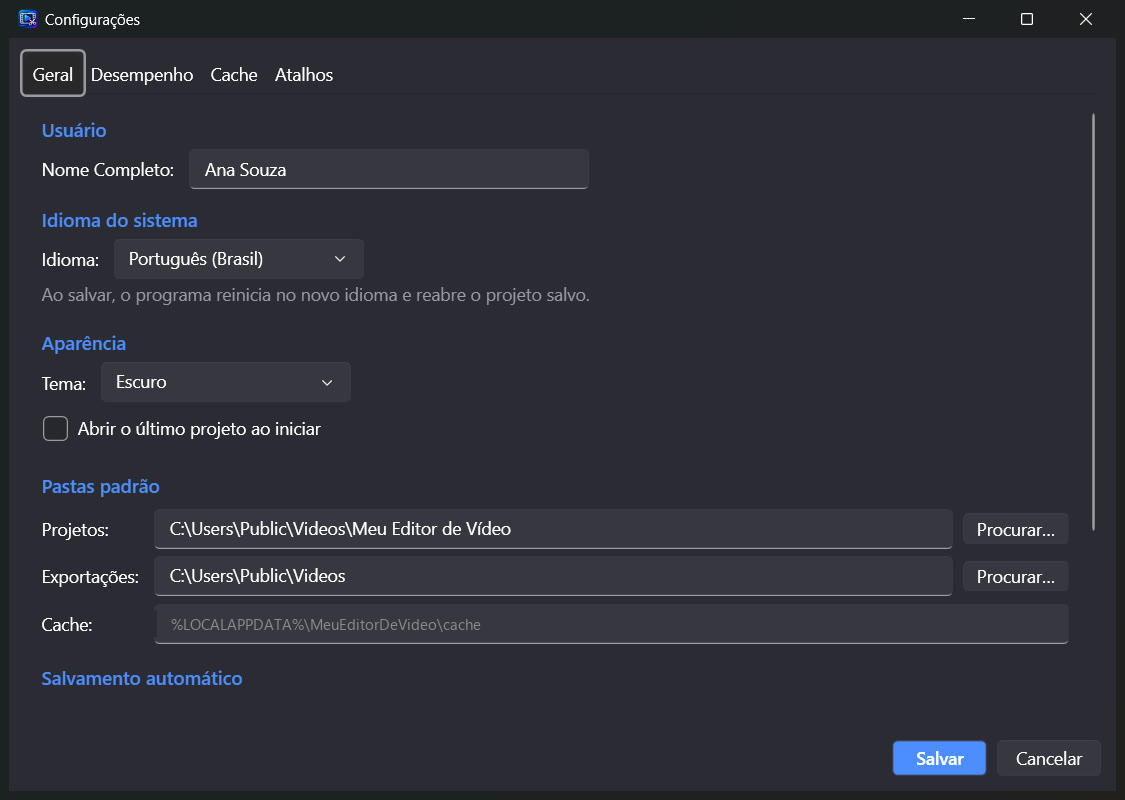 Configurações
Geral Desempenho Cache Atalhos
Usuário
Nome Completo: Ana Souza
Idioma do sistema
Idioma: Português (Brasil)
Ao salvar, o programa reinicia no novo idioma e reabre o projeto salvo.
Aparência
Tema: Escuro
Abrir o último projeto ao iniciar
Pastas padrão
Projetos: C:\Users\Public\Videos\Meu Editor de Vídeo Procurar...
Exportações: C:\Users\Public\Videos Procurar...
Cache: %LOCALAPPDATA%\MeuEditorDeVideo\cache
Salvamento automático
Salvar Cancelar